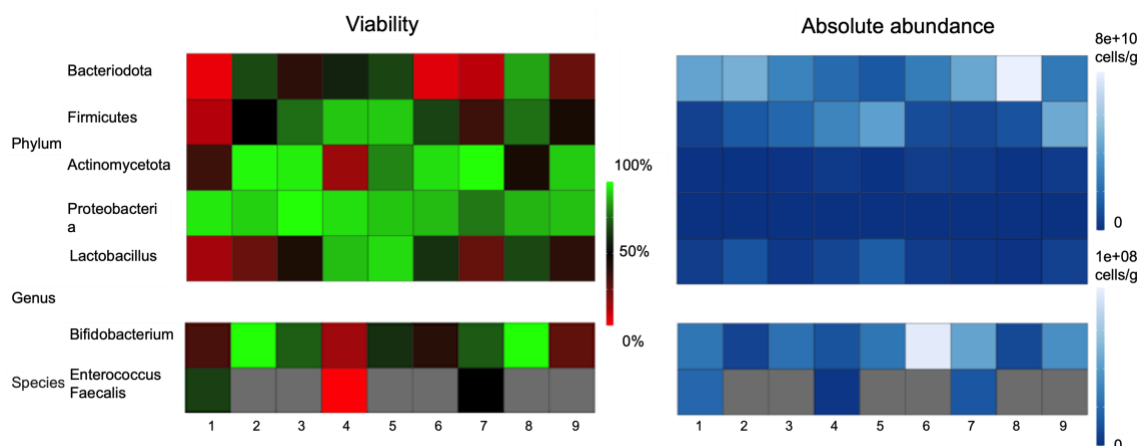 Viability
Absolute abundance
8e+10
cells/g
Bacteriodota
Firmicutes
Phylum
Actinomycetota
100%
Proteobacteri
a
0
50%
Lactobacillus
1e+08
cells/g
Genus
0%
Bifidobacterium
Species
Enterococcus
Faecalis
0
1 2 3 4 5 6 7 8 9
1 2 3 4 5 6 7 8 9